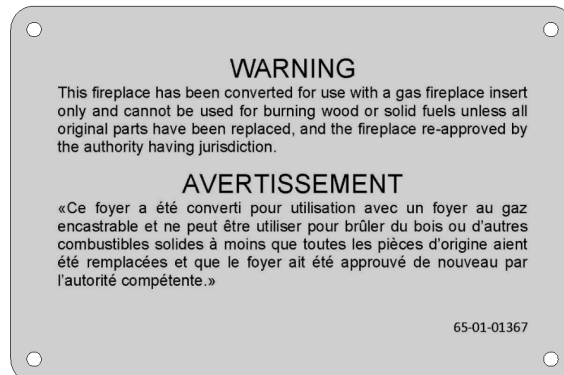 WARNING
This fireplace has been converted for use with a gas fireplace insert
only and cannot be used for burning wood or solid fuels unless all
original parts have been replaced, and the fireplace re-approved by
the authority having jurisdiction.
AVERTISSEMENT
«Ce foyer a été converti pour utilisation avec un foyer au gaz
encastrable et ne peut être utiliser pour brûler du bois ou d'autres
combustibles solides à moins que toutes les pièces d'origine aient
été remplacées et que le foyer ait été approuvé de nouveau par
l'autorité compétente.»
65-01-01367